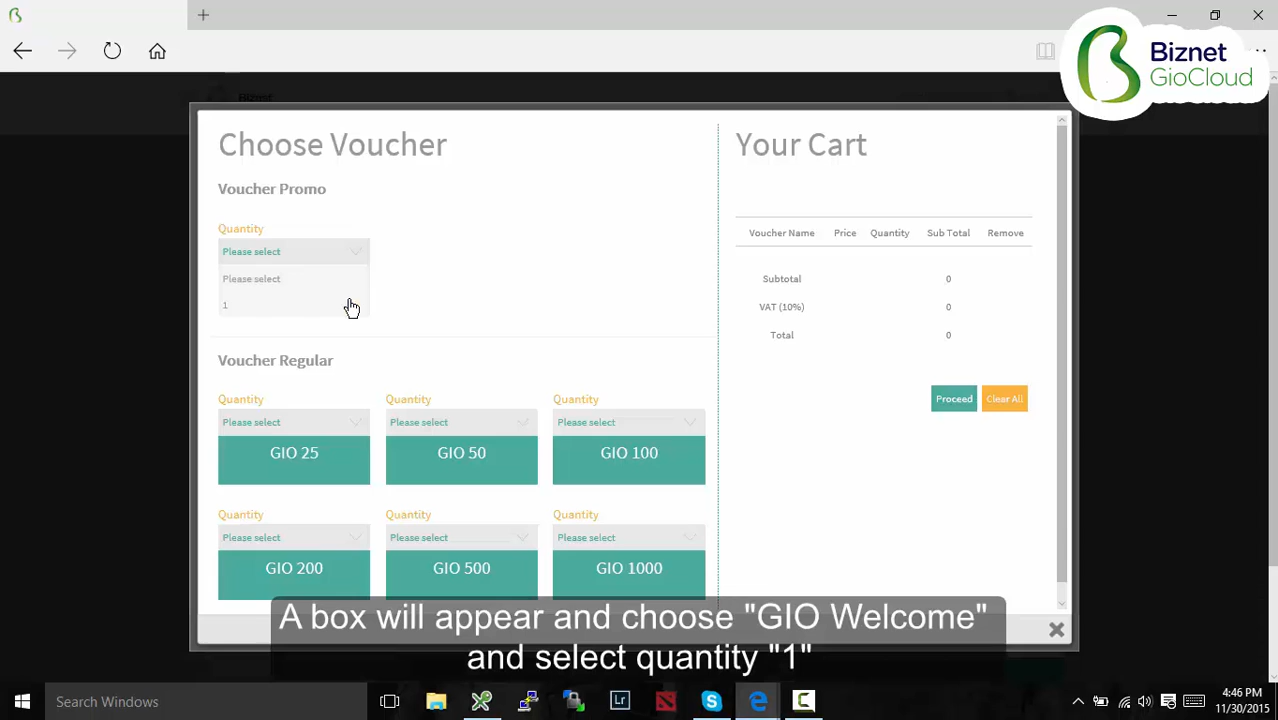 Biznet
GioCloud
Biznet
Choose Voucher
Voucher Promo
Quantity
Please select
Please select
1
Voucher Regular
Quantity Quantity Quantity
Please select Please select Please select
GIO 25 GIO 50 GIO 100
Quantity Quantity Quantity
Please select Please select Please select
GIO 200 GIO 500 GIO 1000
Your Cart
Voucher Name Price Quantity Sub Total Remove
Subtotal 0
VAT (10%) 0
Total 0
Proceed Clear All
A box will appear and choose "GIO Welcome"
and select quantity "1"
Search Windows
Lr
4:46 PM
11/30/2015